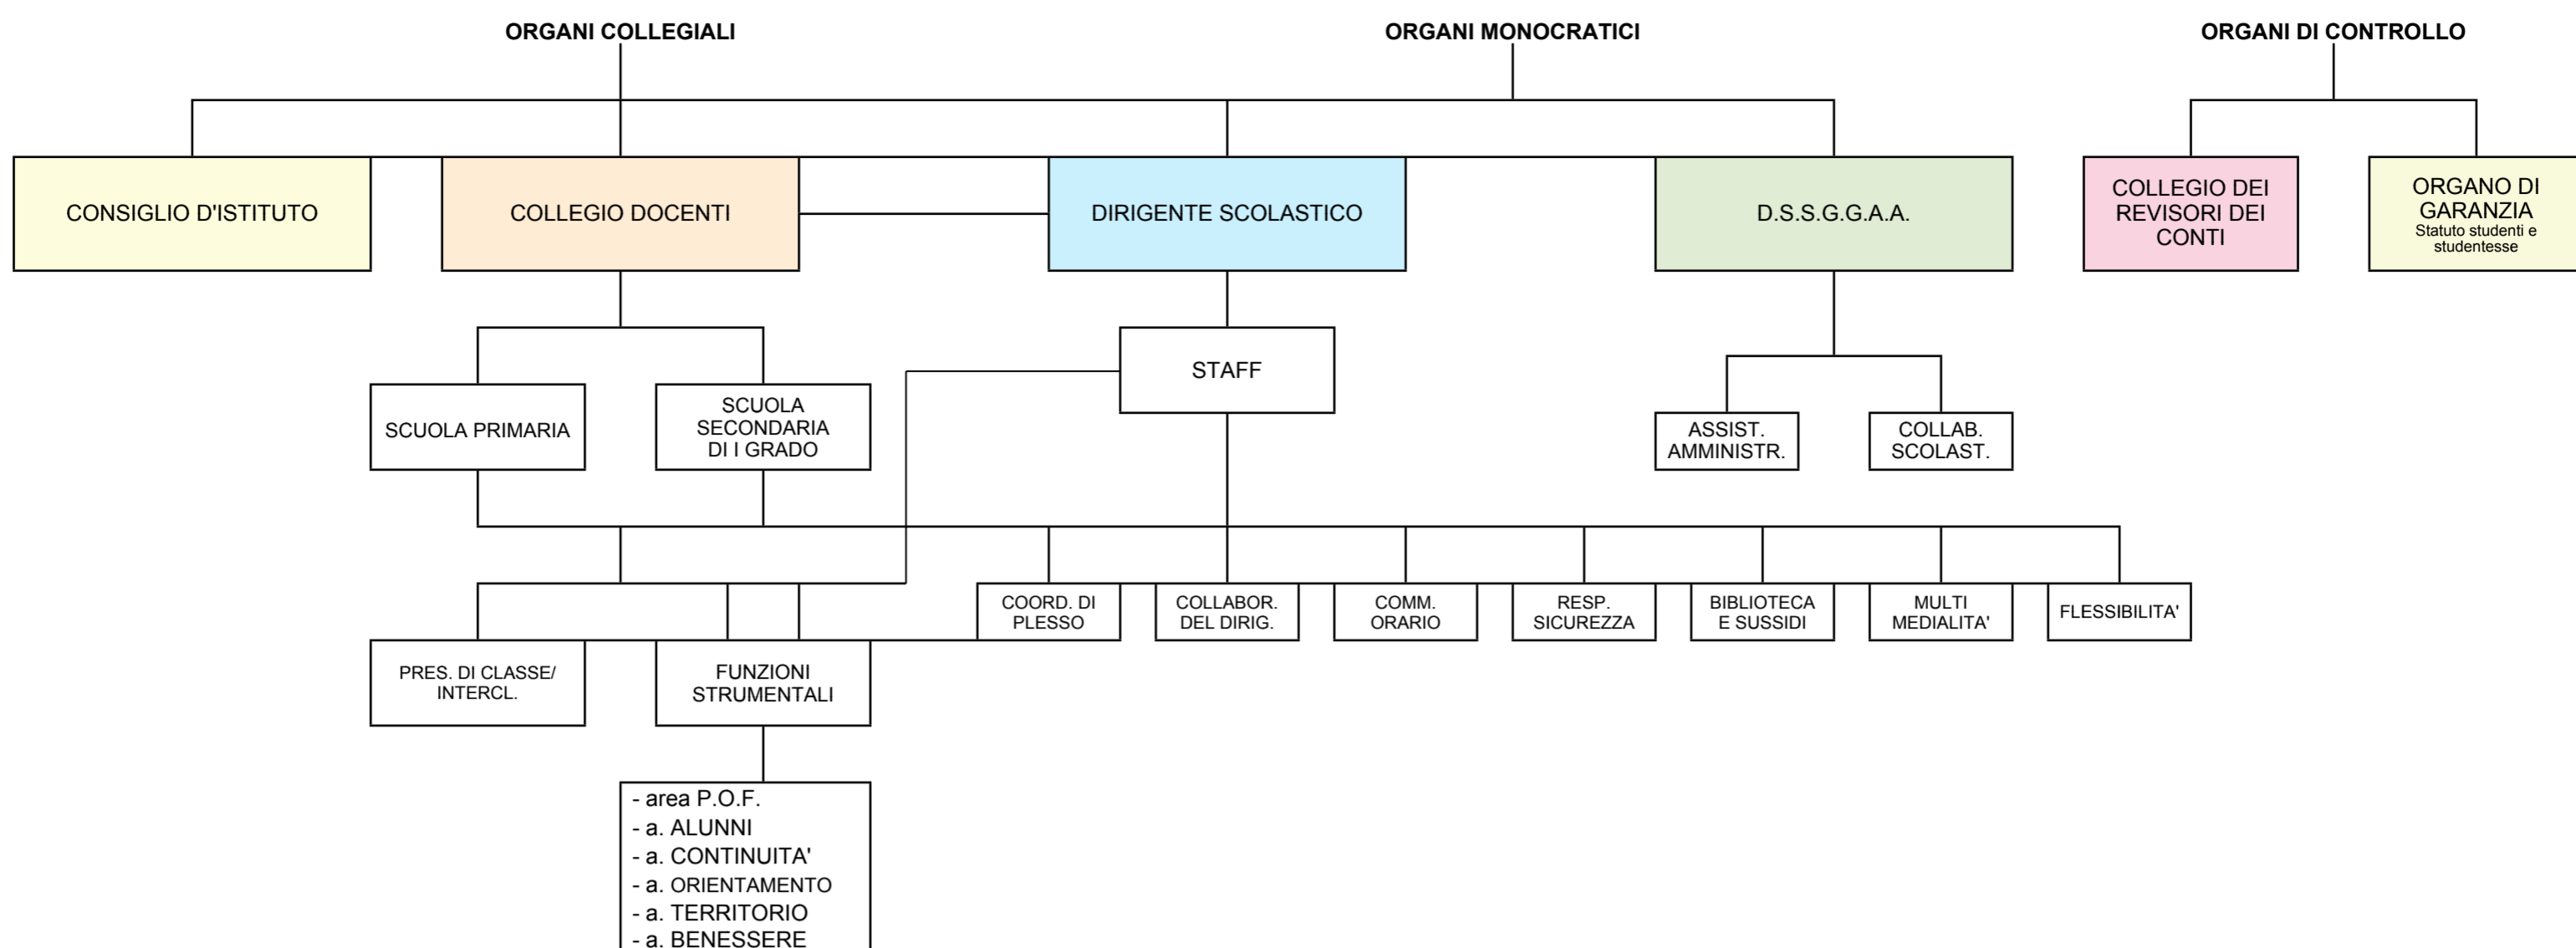 ORGANI COLLEGIALI
ORGANI MONOCRATICI
ORGANI DI CONTROLLO
CONSIGLIO D'ISTITUTO
COLLEGIO DOCENTI
DIRIGENTE SCOLASTICO
D.S.S.G.G.A.A.
COLLEGIO DEI
REVISORI DEI
CONTI
ORGANO DI
GARANZIA
Statuto studenti e
studentesse
STAFF
SCUOLA PRIMARIA
SCUOLA
SECONDARIA
DI I GRADO
ASSIST.
AMMINISTR.
COLLAB.
SCOLAST.
COORD. DI
PLESSO
COLLABOR.
DEL DIRIG.
COMM.
ORARIO
RESP.
SICUREZZA
BIBLIOTECA
E SUSSIDI
MULTI
MEDIALITA'
FLESSIBILITA'
PRES. DI CLASSE/
INTERCL.
FUNZIONI
STRUMENTALI
- area P.O.F.
- a. ALUNNI
- a. CONTINUITA'
- a. ORIENTAMENTO
- a. TERRITORIO
- a. BENESSERE